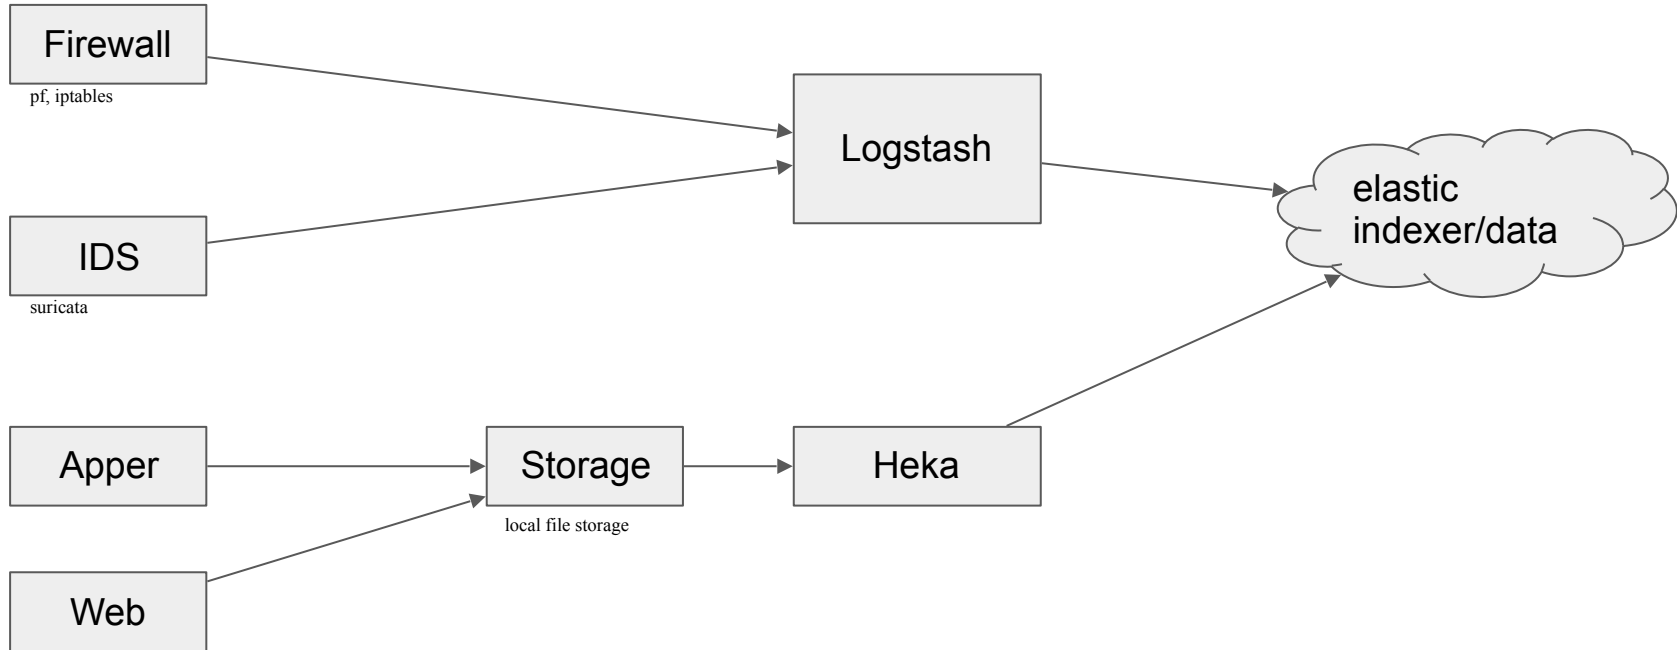 Firewall
pf, iptables
Logstash
elastic
indexer/data
IDS
suricata
Apper
Storage
local file storage
Heka
Web